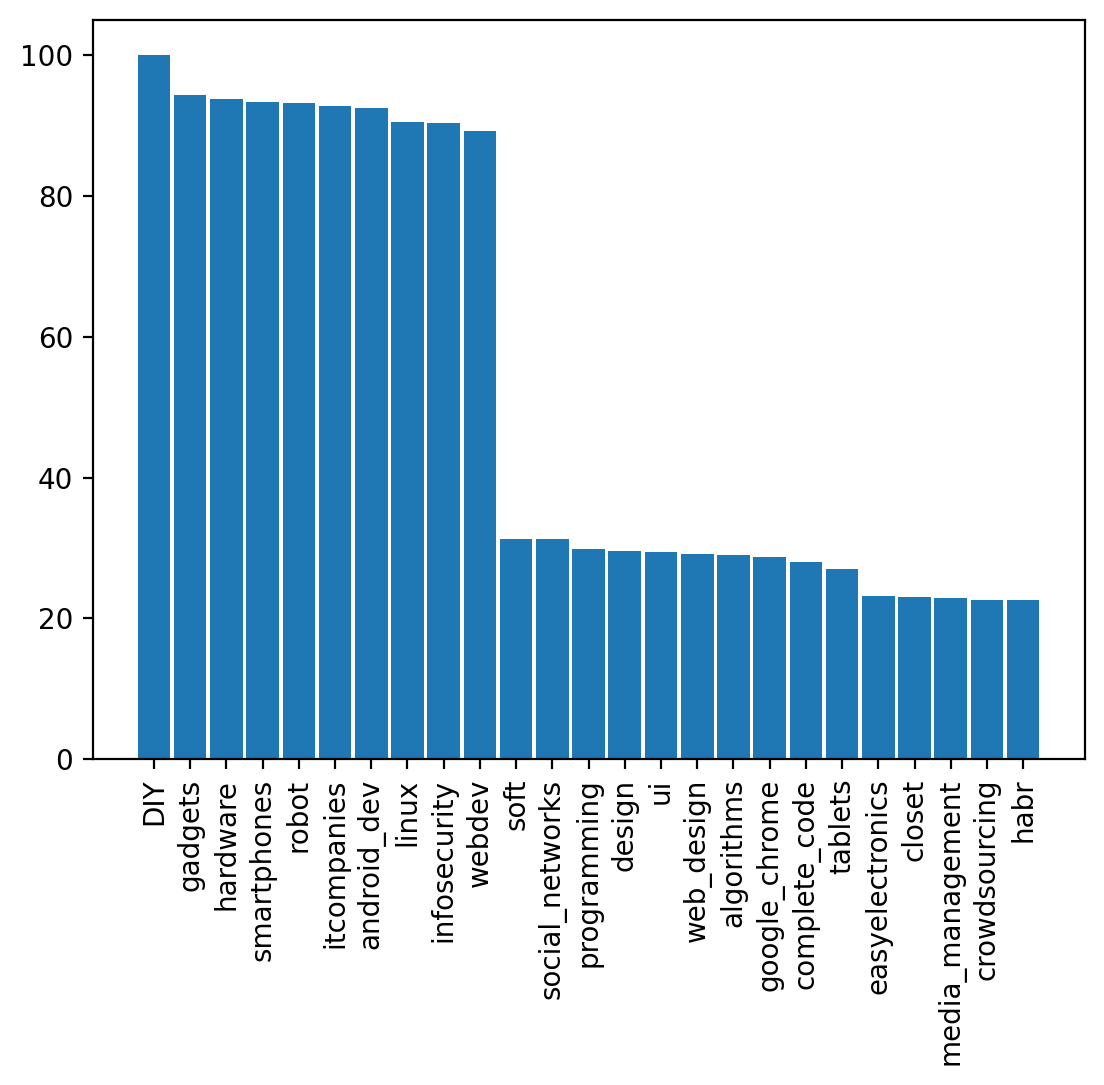 100
80
60
40
20
0
DIY
gadgets
hardware
smartphones
robot
itcompanies
android_dev
linux
infosecurity
webdev
soft
social_networks
programming
design
ui
web_design
algorithms
google_chrome
complete_code
tablets
easyelectronics
closet
media_management
crowdsourcing
habr